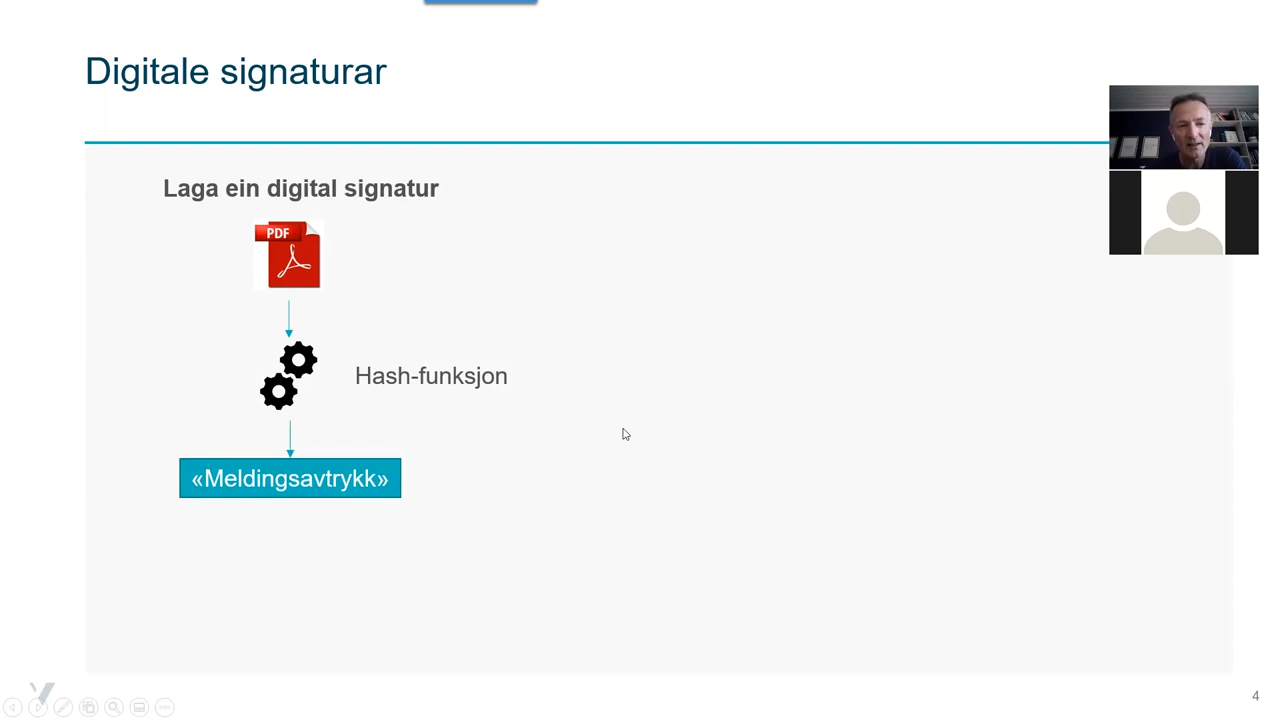 Digitale signaturar
Laga ein digital signatur
PDF
Hash-funksjon
«Meldingsavtrykk»
4